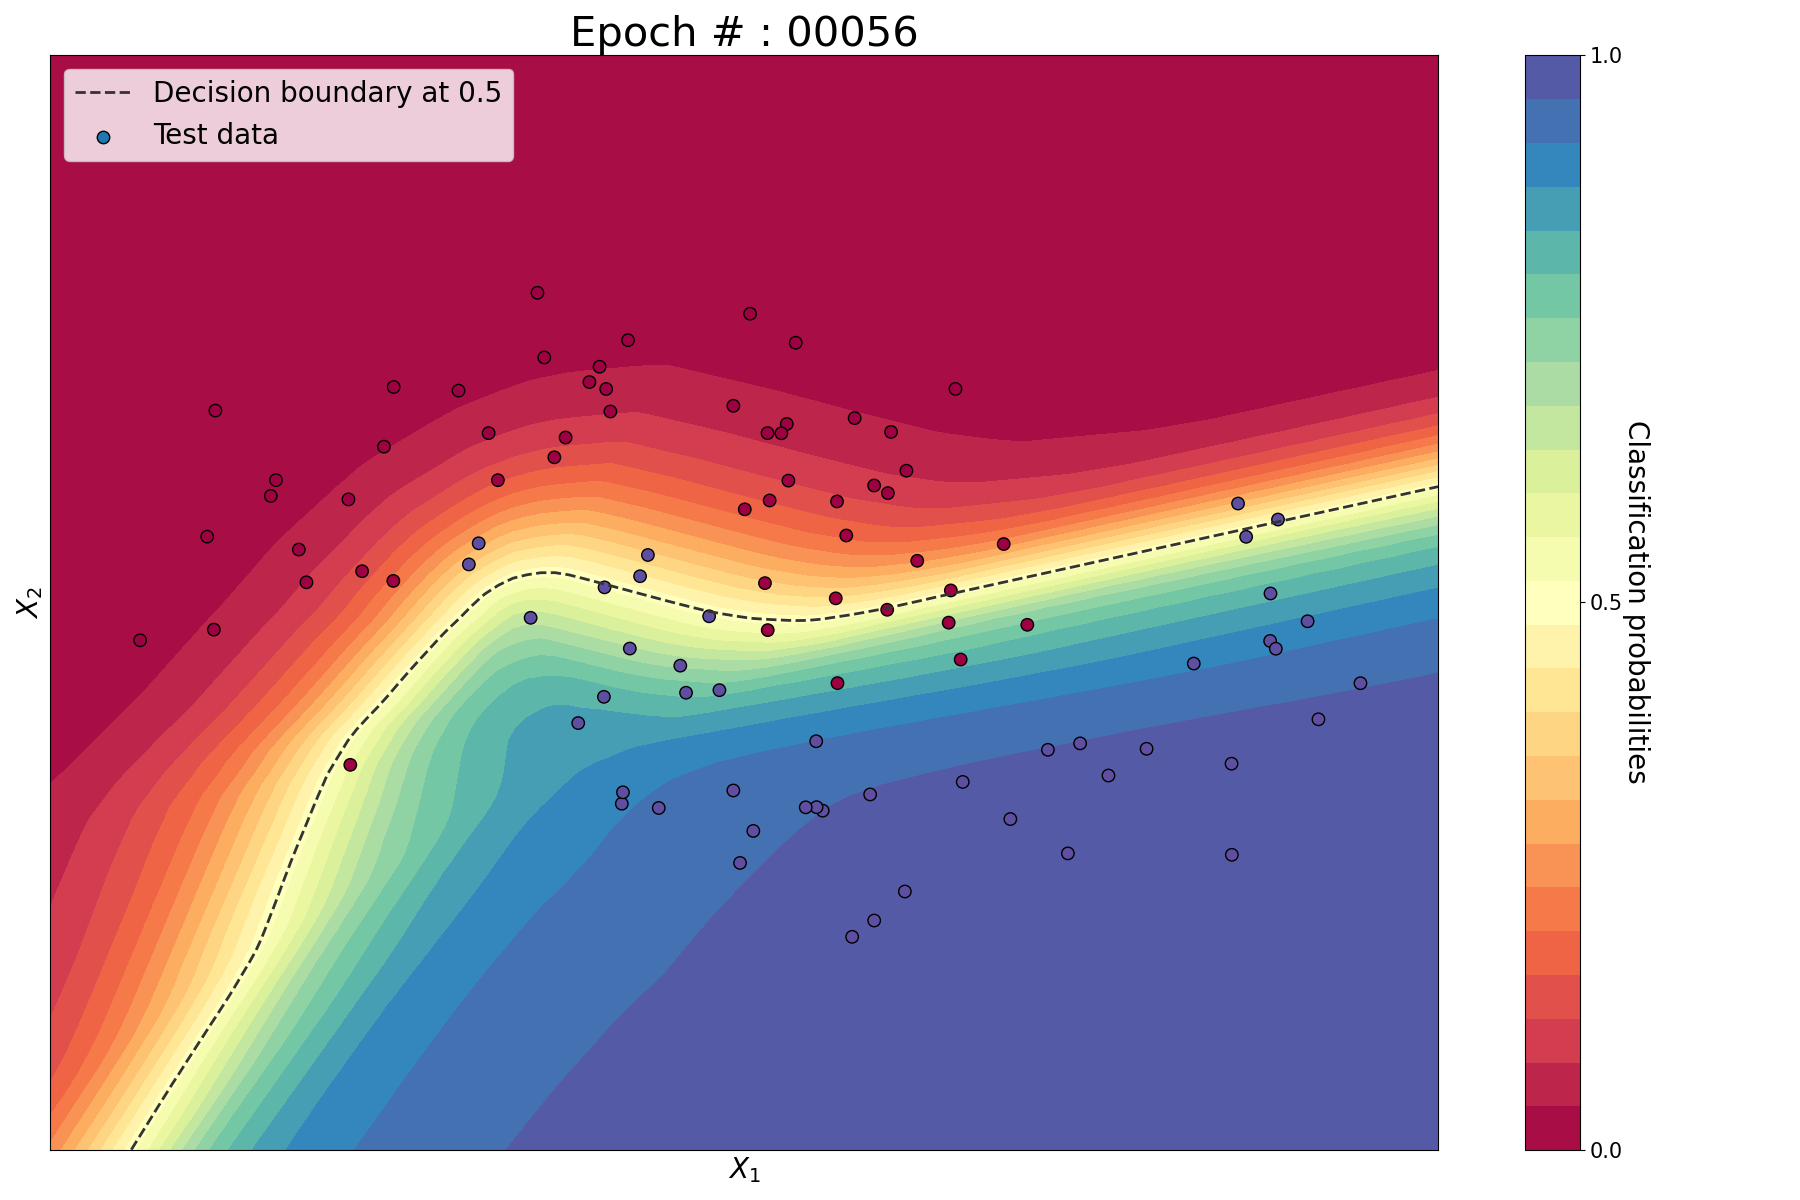 Epoch # : 00056
Decision boundary at 0.5
Test data
X₂
X₁
1.0
0.5
0.0
Classification probabilities